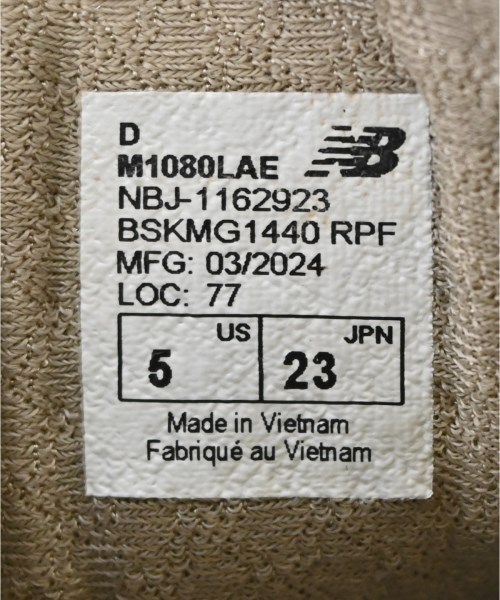 D
M1080LAE
NB
NBJ-1162923
BSKMG1440 RPF
MFG: 03/2024
LOC: 77
US JPN
5 23
Made in Vietnam
Fabriqué au Vietnam